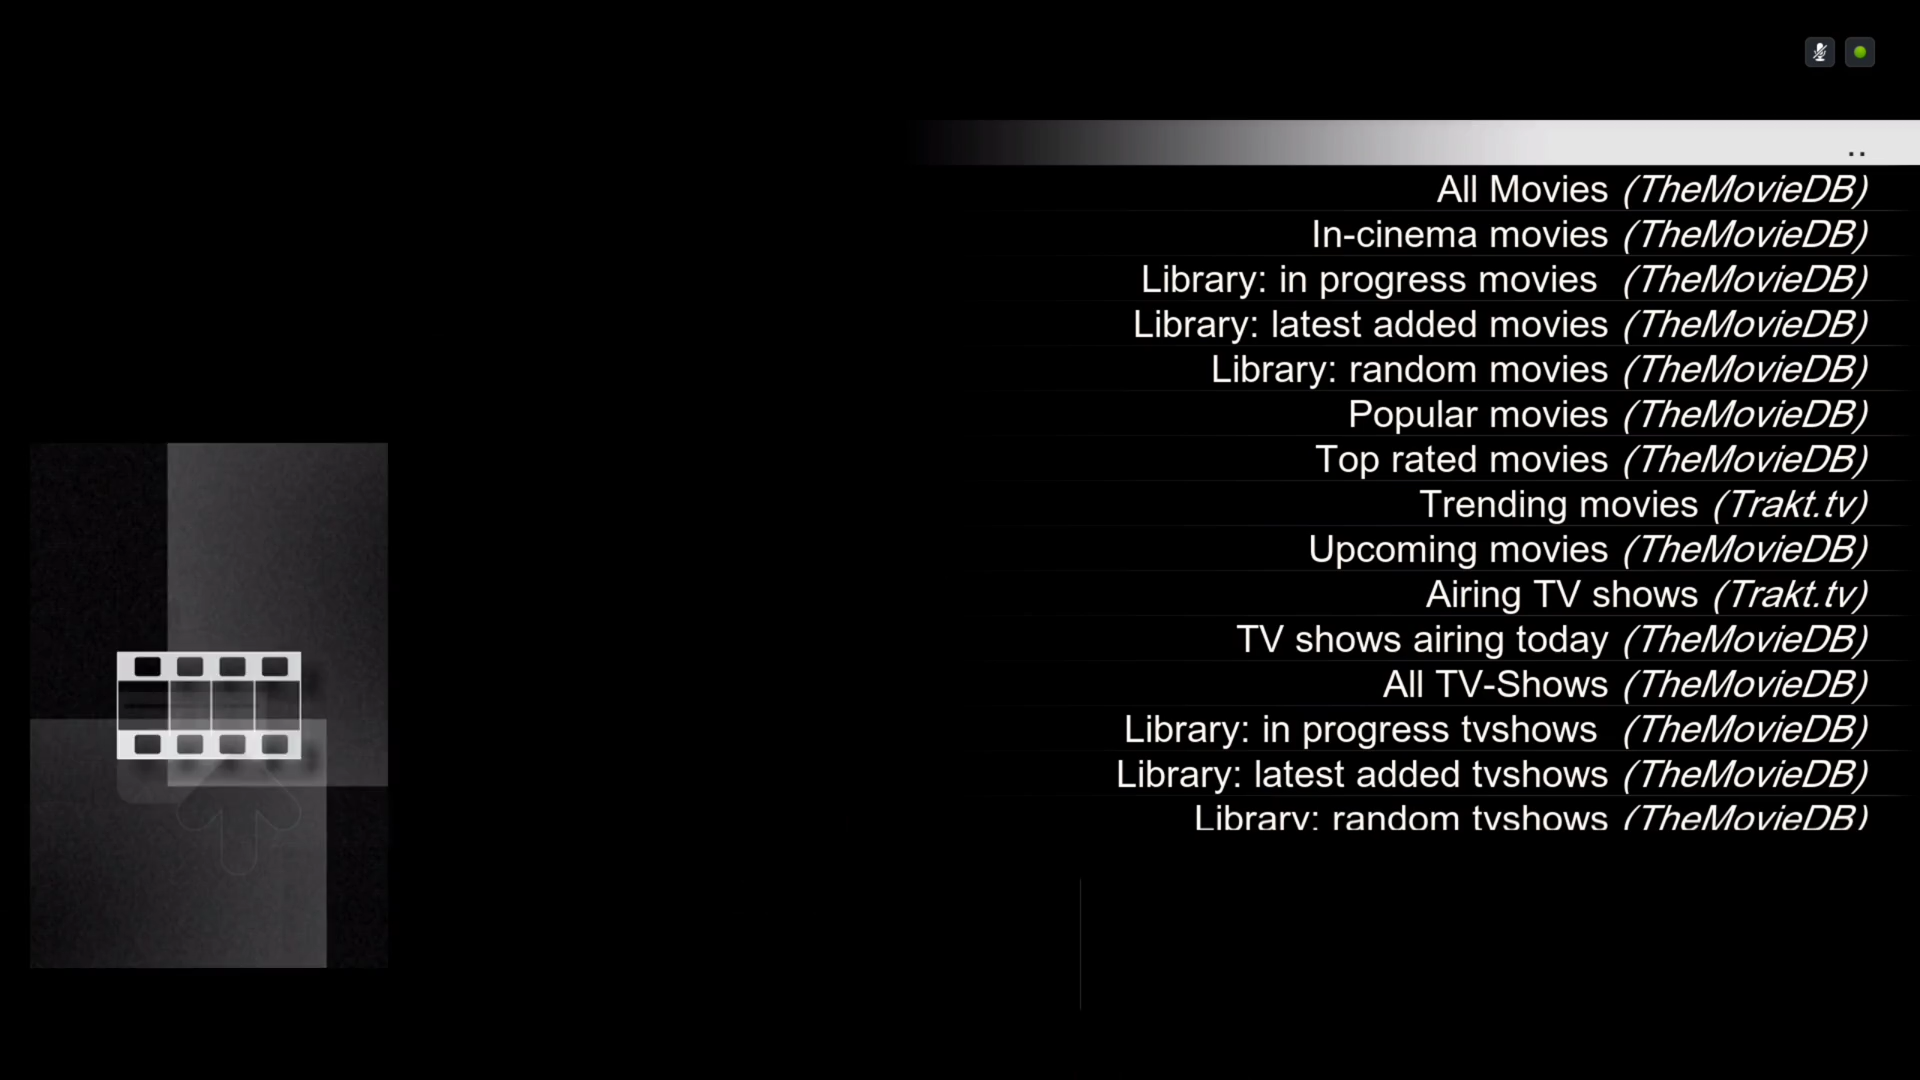 ..
All Movies (TheMovieDB)
In-cinema movies (TheMovieDB)
Library: in progress movies (TheMovieDB)
Library: latest added movies (TheMovieDB)
Library: random movies (TheMovieDB)
Popular movies (TheMovieDB)
Top rated movies (TheMovieDB)
Trending movies (Trakt.tv)
Upcoming movies (TheMovieDB)
Airing TV shows (Trakt.tv)
TV shows airing today (TheMovieDB)
All TV-Shows (TheMovieDB)
Library: in progress tvshows (TheMovieDB)
Library: latest added tvshows (TheMovieDB)
Library: random tvshows (TheMovieDB)